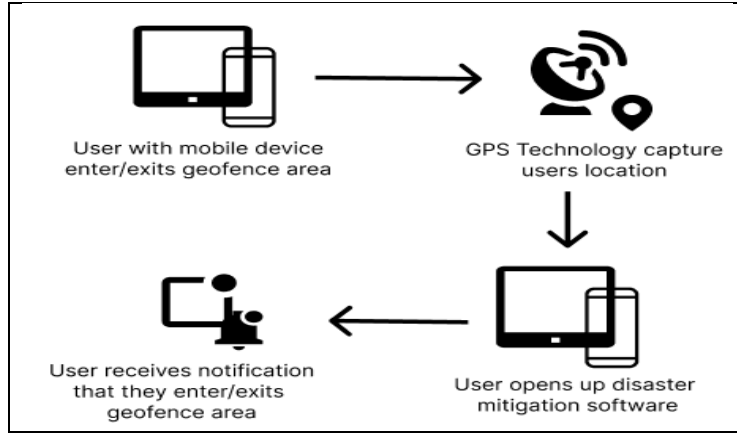 User with mobile device
enter/exits geofence area
GPS Technology capture
users location
User opens up disaster
mitigation software
User receives notification
that they enter/exits
geofence area